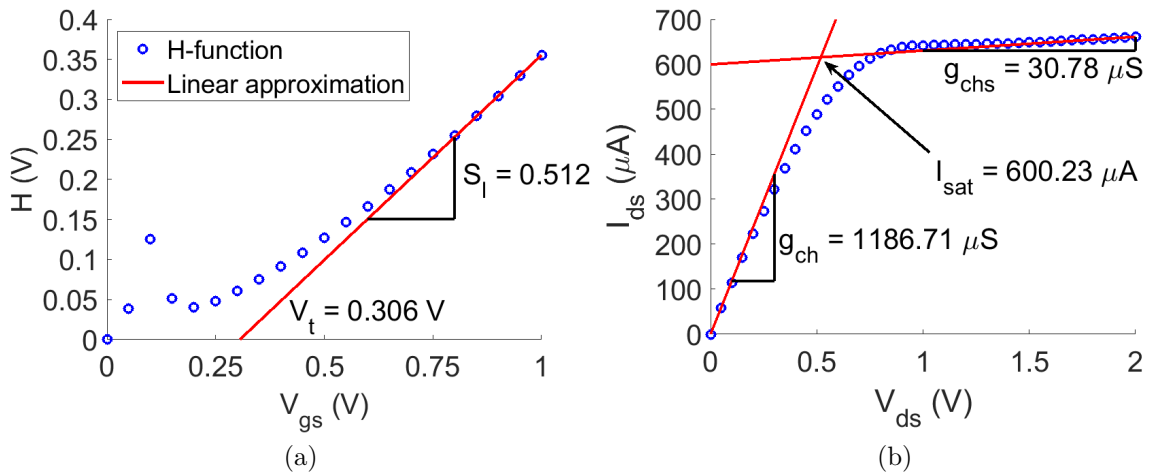 0.4
0.35
0.3
0.25
0.2
0.15
0.1
0.05
0
H (V)
H-function
Linear approximation
S_l = 0.512
V_t = 0.306 V
0 0.25 0.5 0.75 1
V_gs (V)
(a)
700
600
500
400
300
200
100
0
I_ds (μA)
g_chs = 30.78 μS
I_sat = 600.23 μA
g_ch = 1186.71 μS
0 0.5 1 1.5 2
V_ds (V)
(b)